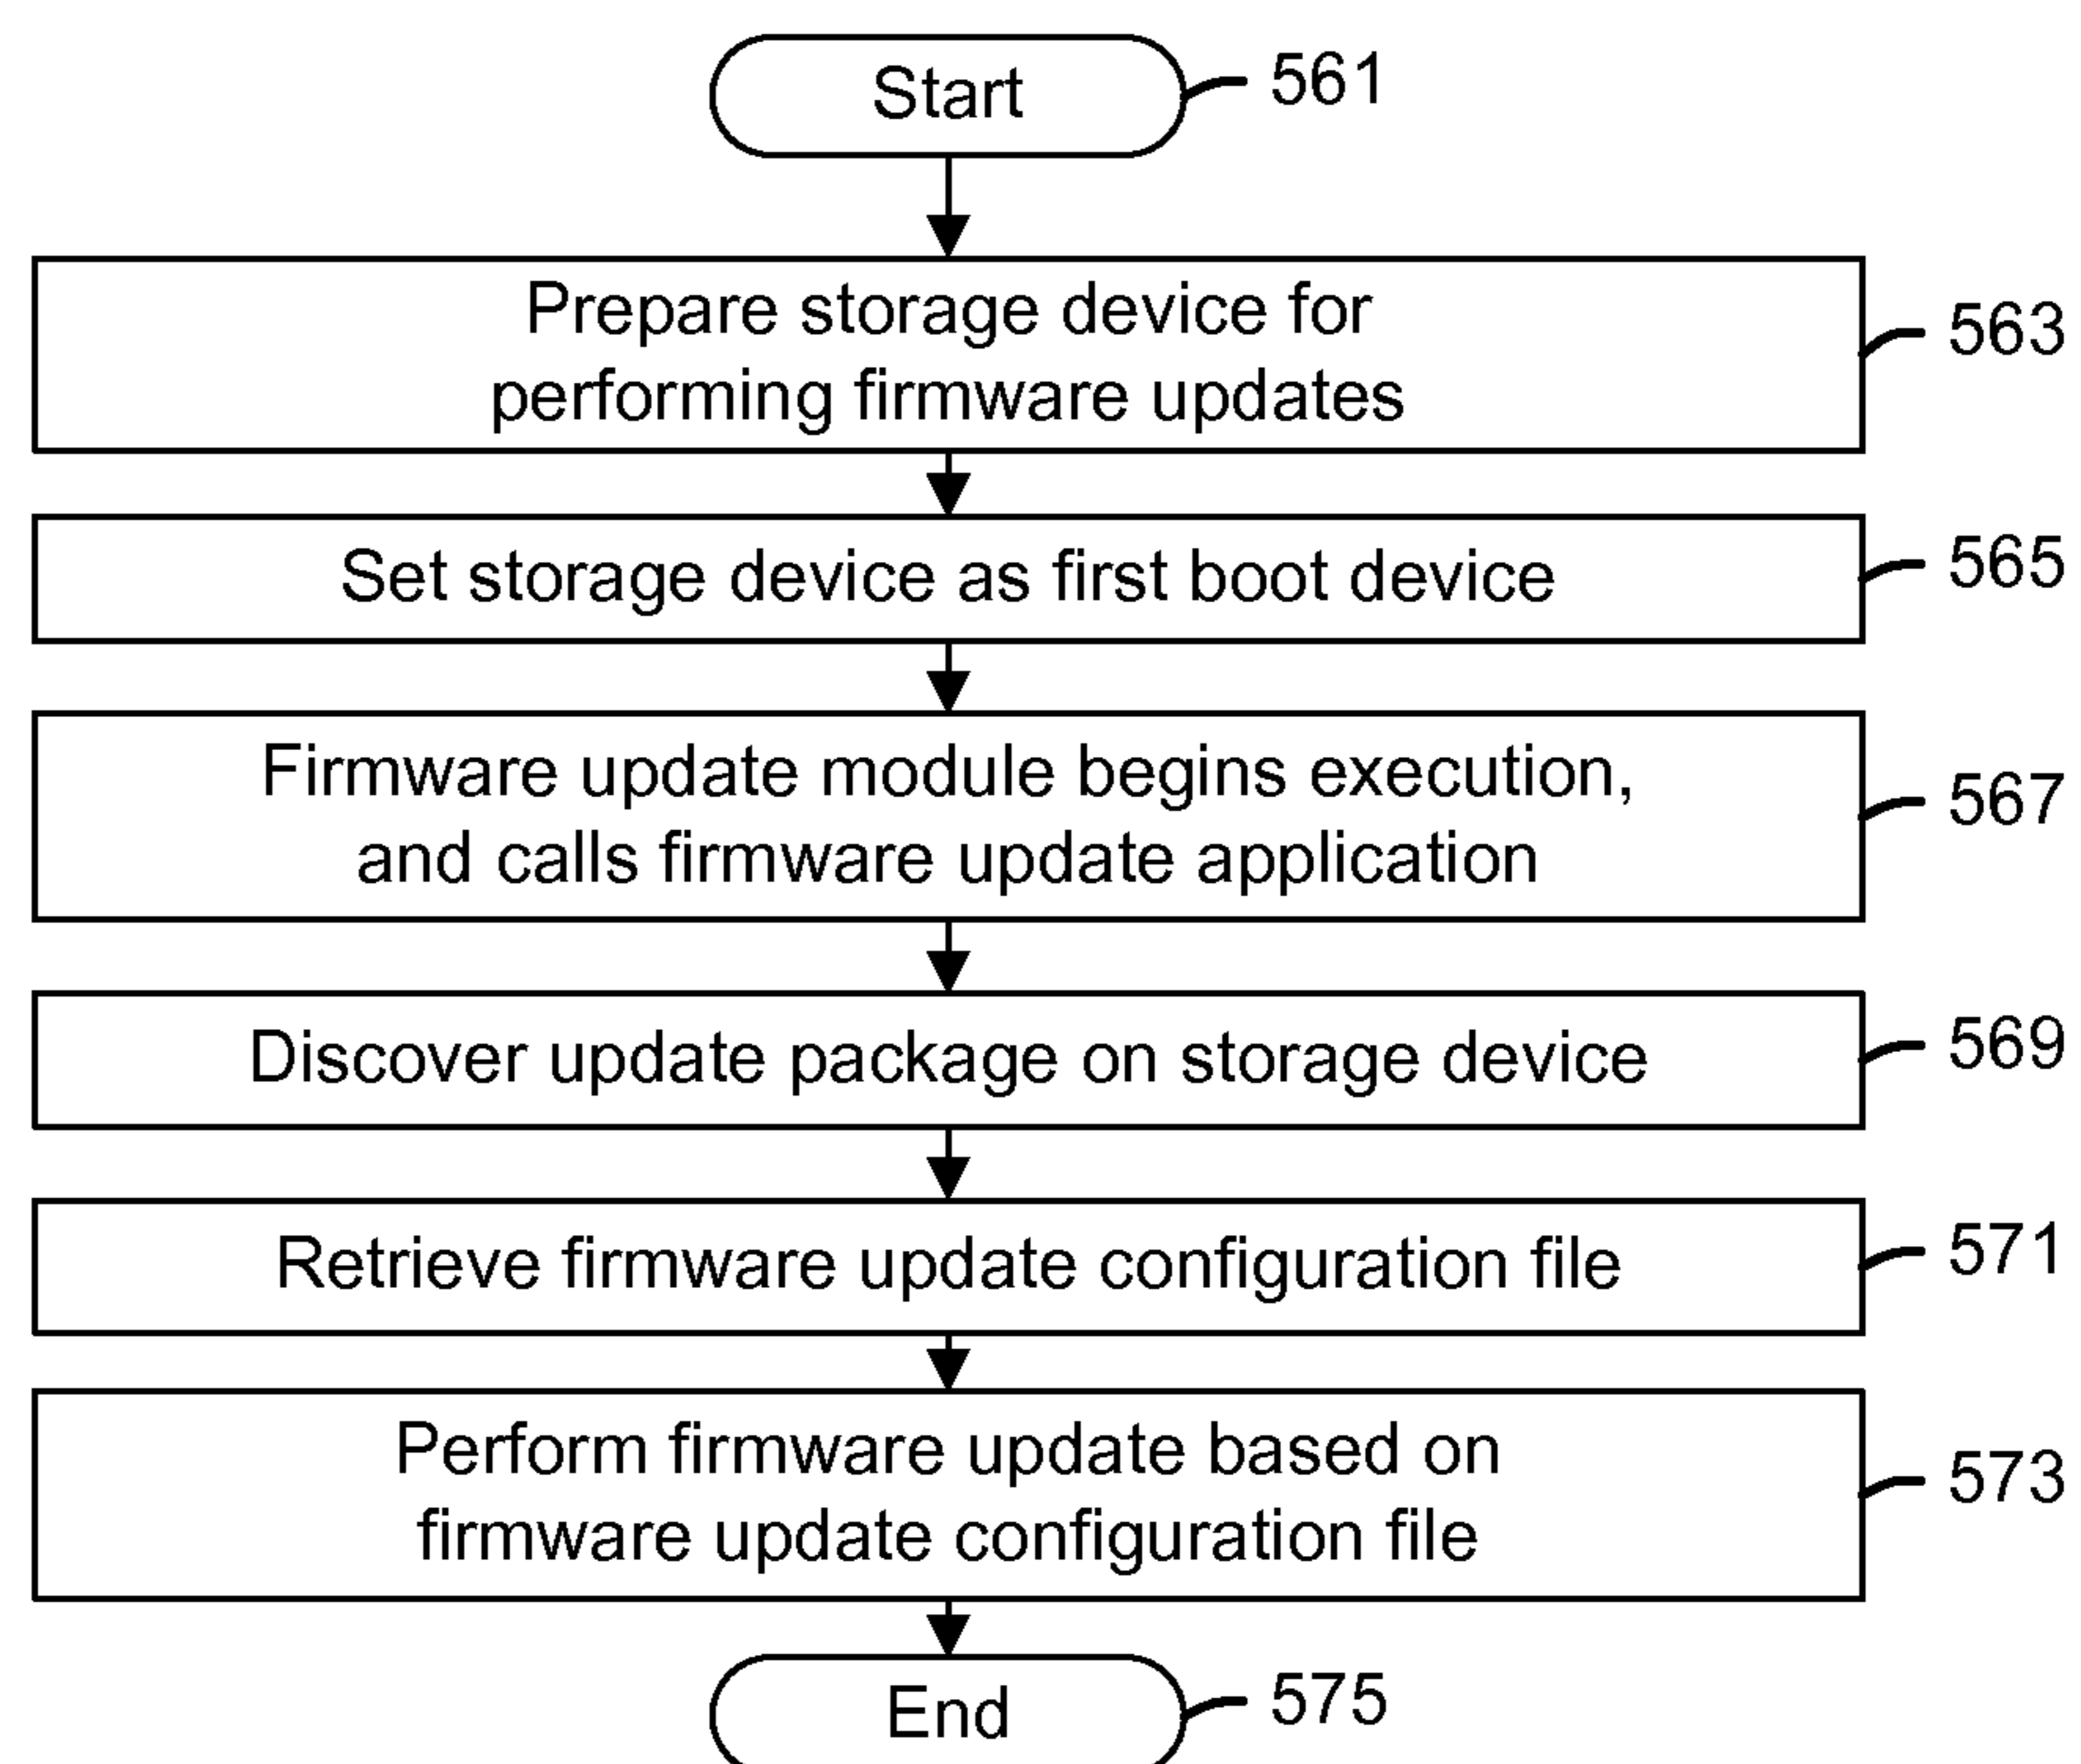 Start
561
Prepare storage device for
performing firmware updates
563
Set storage device as first boot device
565
Firmware update module begins execution,
and calls firmware update application
567
Discover update package on storage device
569
Retrieve firmware update configuration file
571
Perform firmware update based on
firmware update configuration file
573
End
575